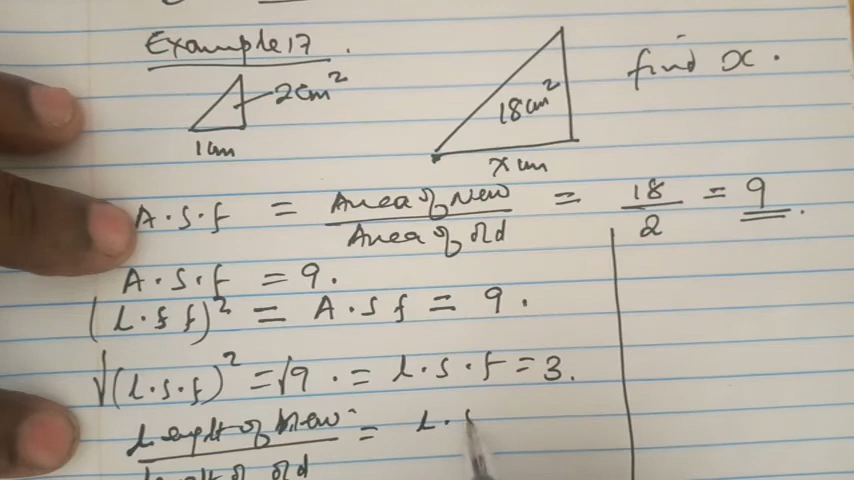 Example 17 .
2cm²
18cm²
find x .
1cm
x cm
A.s.f = Area of New / Area of old = 18 / 2 = 9 .
A.s.f = 9 .
(L.s f)² = A.s f = 9 .
√(L.s.f)² = √9 . = L.s.f = 3 .
Length of New / Length of old = L.s